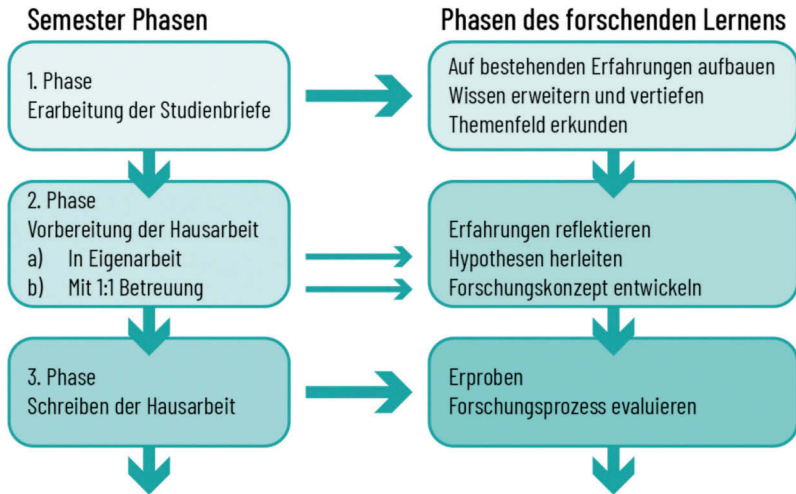 Semester Phasen
1. Phase
Erarbeitung der Studienbriefe
2. Phase
Vorbereitung der Hausarbeit
a) In Eigenarbeit
b) Mit 1:1 Betreuung
3. Phase
Schreiben der Hausarbeit
Phasen des forschenden Lernens
Auf bestehenden Erfahrungen aufbauen
Wissen erweitern und vertiefen
Themenfeld erkunden
Erfahrungen reflektieren
Hypothesen herleiten
Forschungskonzept entwickeln
Erproben
Forschungsprozess evaluieren